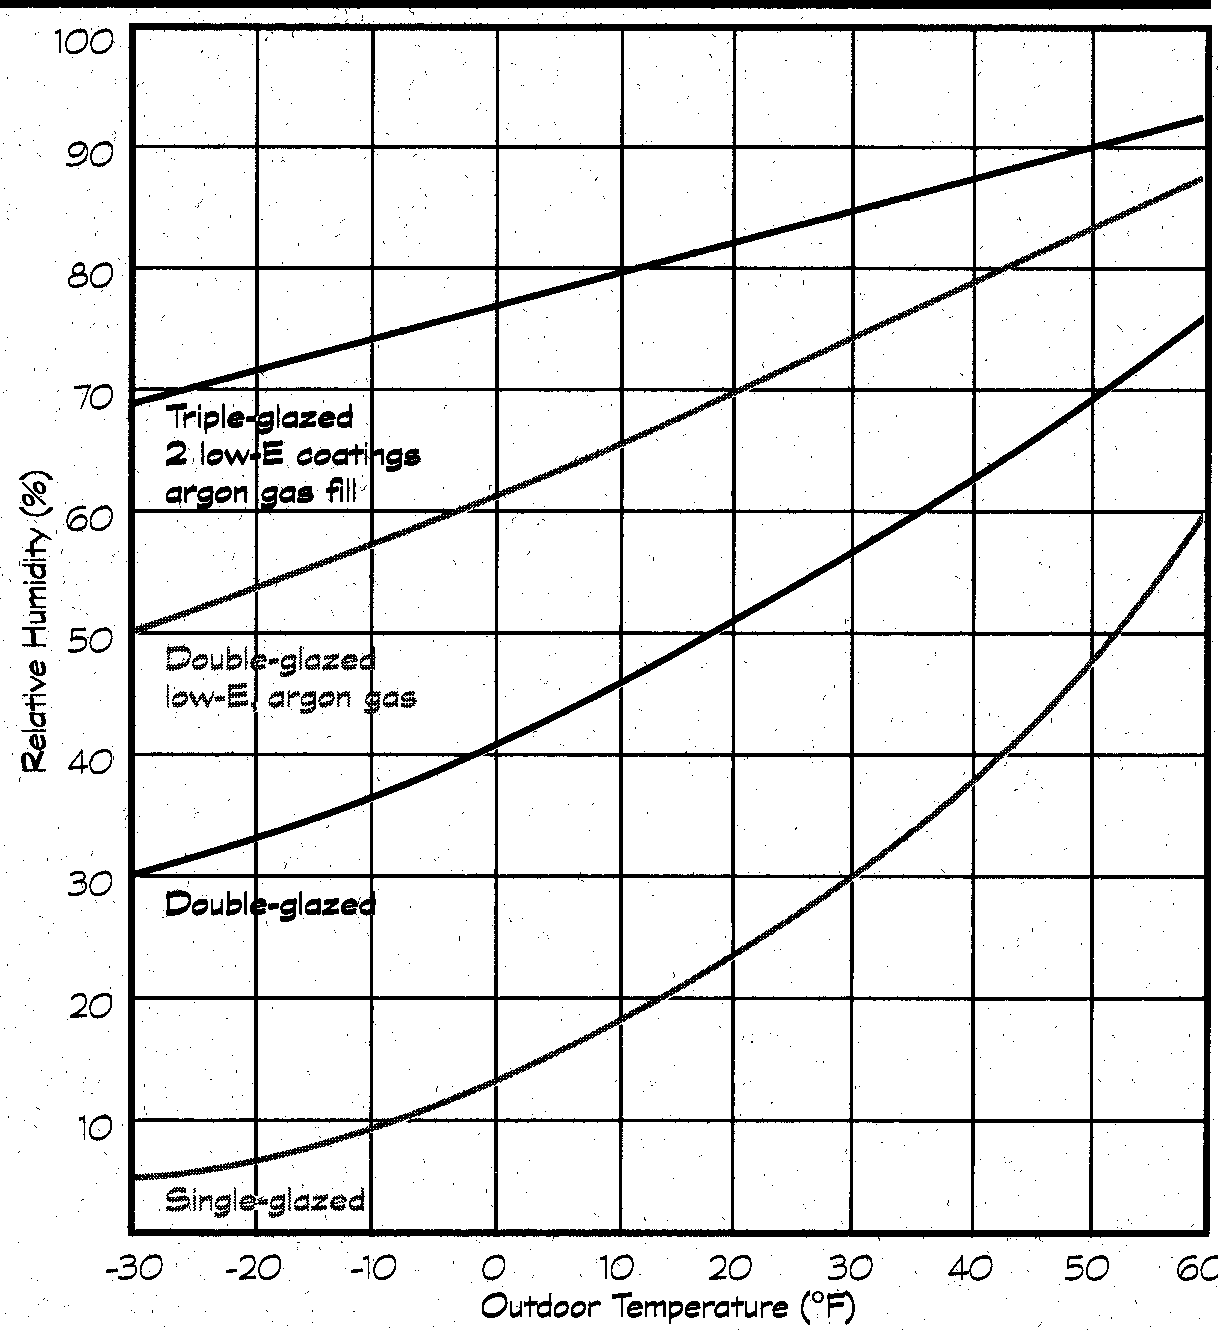 100
90
80
70
60
50
40
30
20
10
Relative Humidity (%)
Triple-glazed
2 low-E coatings
argon gas fill
Double-glazed
low-E, argon gas
Double-glazed
Single-glazed
-30 -20 -10 0 10 20 30 40 50 60
Outdoor Temperature (°F)